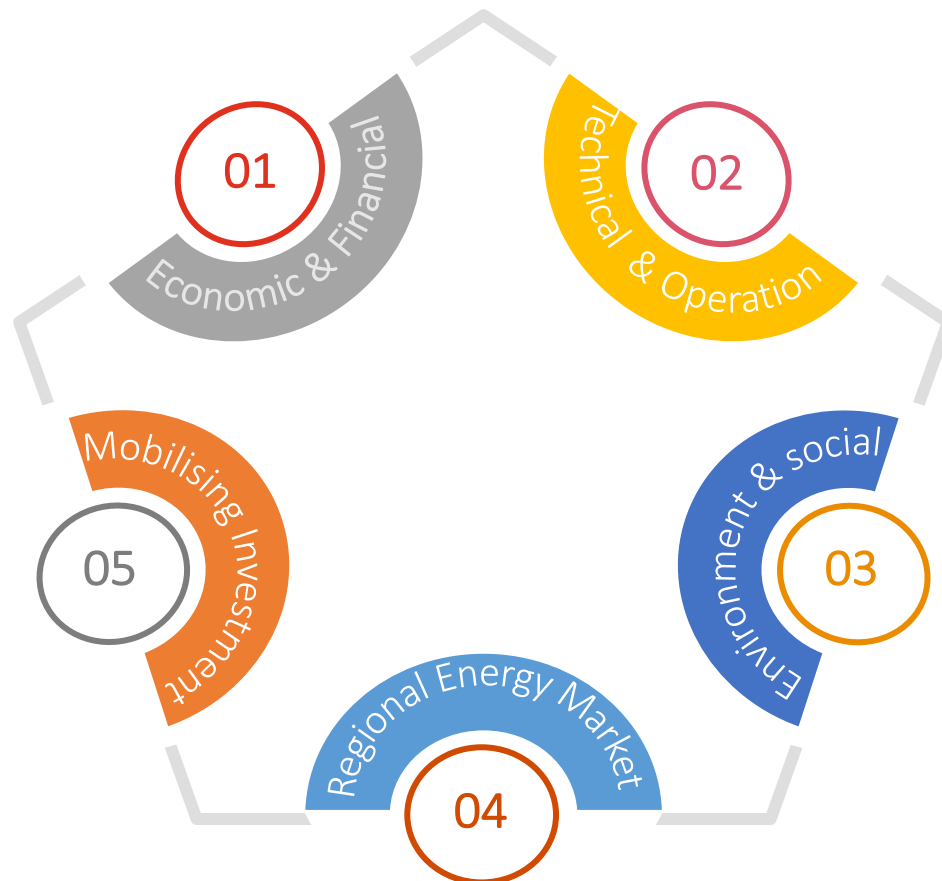 01
Economic & Financial
02
Technical & Operation
03
Environment & social
04
Regional Energy Market
05
Mobilising Investment